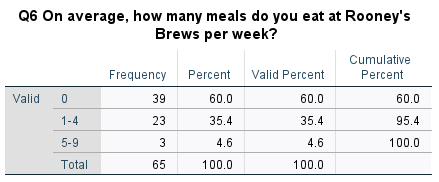 Q6 On average, how many meals do you eat at Rooney's
Brews per week?
Frequency Percent Valid Percent Cumulative Percent
Valid 0 39 60.0 60.0 60.0
1-4 23 35.4 35.4 95.4
5-9 3 4.6 4.6 100.0
Total 65 100.0 100.0